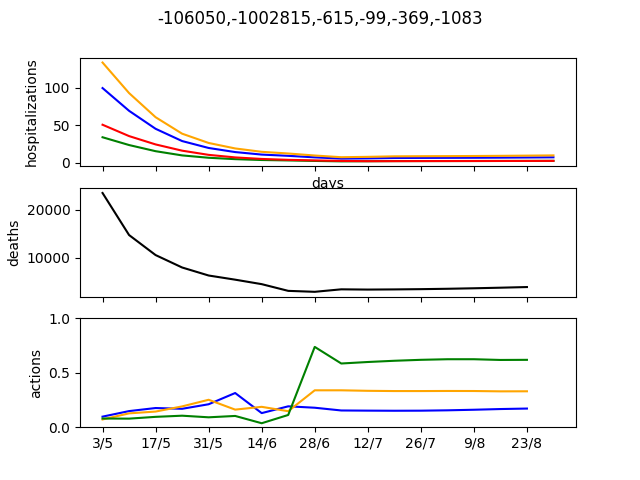 -106050,-1002815,-615,-99,-369,-1083
hospitalizations
100
50
0
days
deaths
20000
10000
actions
1.0
0.5
0.0
3/5 17/5 31/5 14/6 28/6 12/7 26/7 9/8 23/8